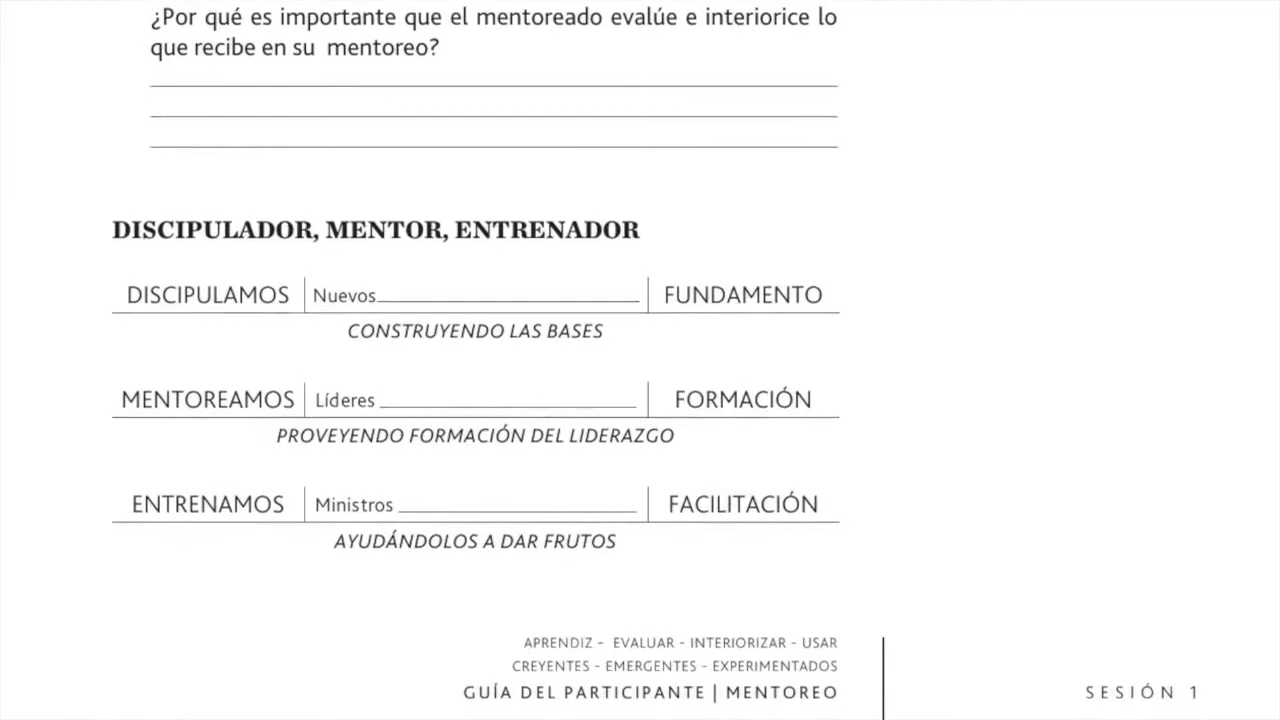 ¿Por qué es importante que el mentoreado evalúe e interiorice lo
que recibe en su mentoreo?
DISCIPULADOR, MENTOR, ENTRENADOR
DISCIPULAMOS Nuevos FUNDAMENTO
CONSTRUYENDO LAS BASES
MENTOREAMOS Líderes FORMACIÓN
PROVEYENDO FORMACIÓN DEL LIDERAZGO
ENTRENAMOS Ministros FACILITACIÓN
AYUDÁNDOLOS A DAR FRUTOS
APRENDIZ - EVALUAR - INTERIORIZAR - USAR
CREYENTES - EMERGENTES - EXPERIMENTADOS
GUÍA DEL PARTICIPANTE | MENTOREO
SESIÓN 1